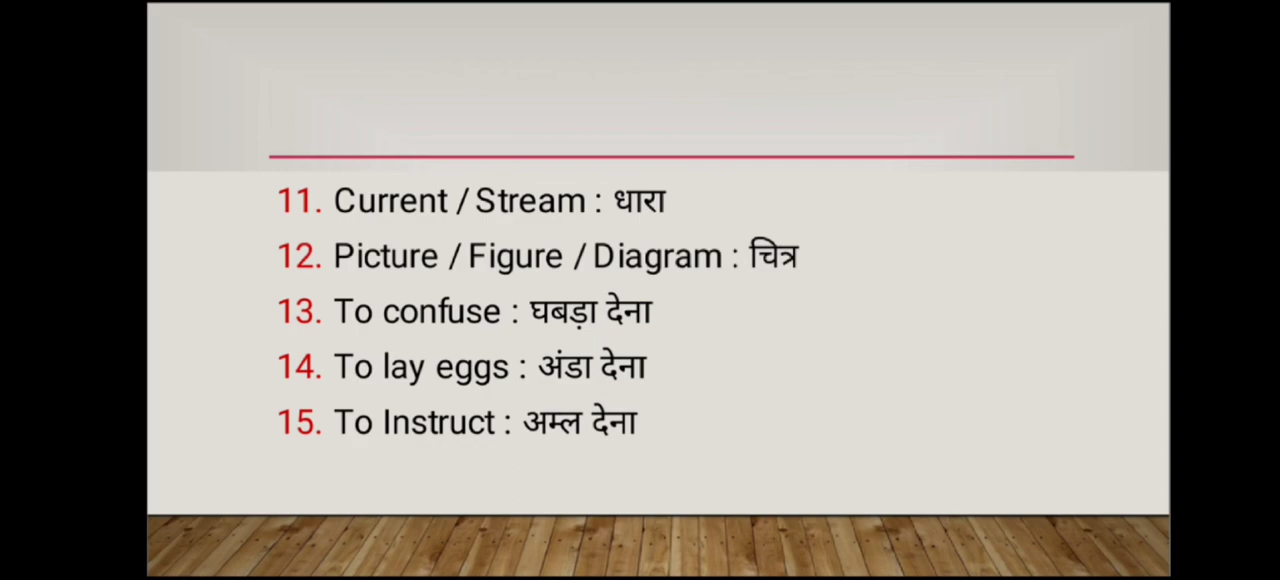 11. Current / Stream : धारा
12. Picture / Figure / Diagram : चित्र
13. To confuse : घबड़ा देना
14. To lay eggs : अंडा देना
15. To Instruct : अम्ल देना